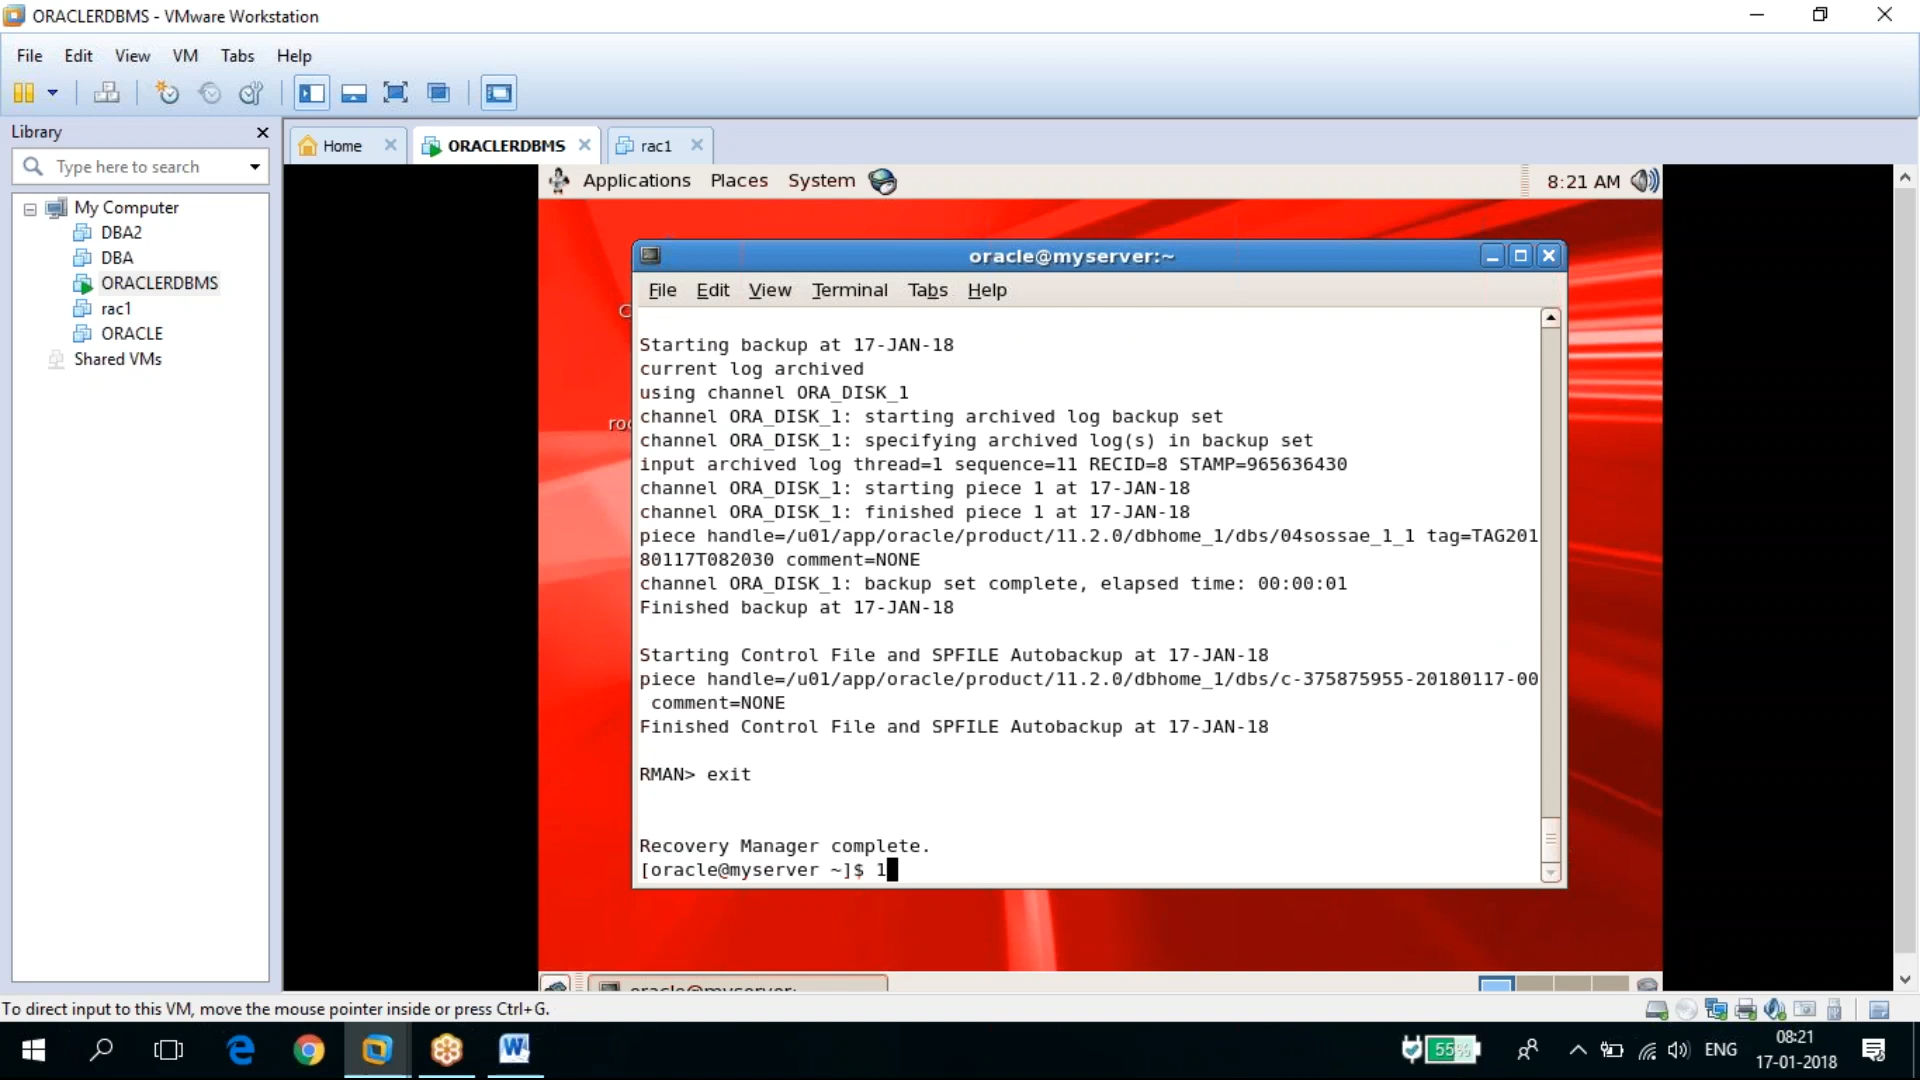 ORACLERDBMS - VMware Workstation
File Edit View VM Tabs Help
Library
Type here to search
My Computer
DBA2
DBA
ORACLERDBMS
rac1
ORACLE
Shared VMs
Home ORACLERDBMS rac1
Applications Places System 8:21 AM
oracle@myserver:~
File Edit View Terminal Tabs Help
Starting backup at 17-JAN-18
current log archived
using channel ORA_DISK_1
channel ORA_DISK_1: starting archived log backup set
channel ORA_DISK_1: specifying archived log(s) in backup set
input archived log thread=1 sequence=11 RECID=8 STAMP=965636430
channel ORA_DISK_1: starting piece 1 at 17-JAN-18
channel ORA_DISK_1: finished piece 1 at 17-JAN-18
piece handle=/u01/app/oracle/product/11.2.0/dbhome_1/dbs/04sossae_1_1 tag=TAG201
80117T082030 comment=NONE
channel ORA_DISK_1: backup set complete, elapsed time: 00:00:01
Finished backup at 17-JAN-18
Starting Control File and SPFILE Autobackup at 17-JAN-18
piece handle=/u01/app/oracle/product/11.2.0/dbhome_1/dbs/c-375875955-20180117-00
comment=NONE
Finished Control File and SPFILE Autobackup at 17-JAN-18
RMAN> exit
Recovery Manager complete.
[oracle@myserver ~]$ 1
To direct input to this VM, move the mouse pointer inside or press Ctrl+G.
55%
ENG
08:21
17-01-2018